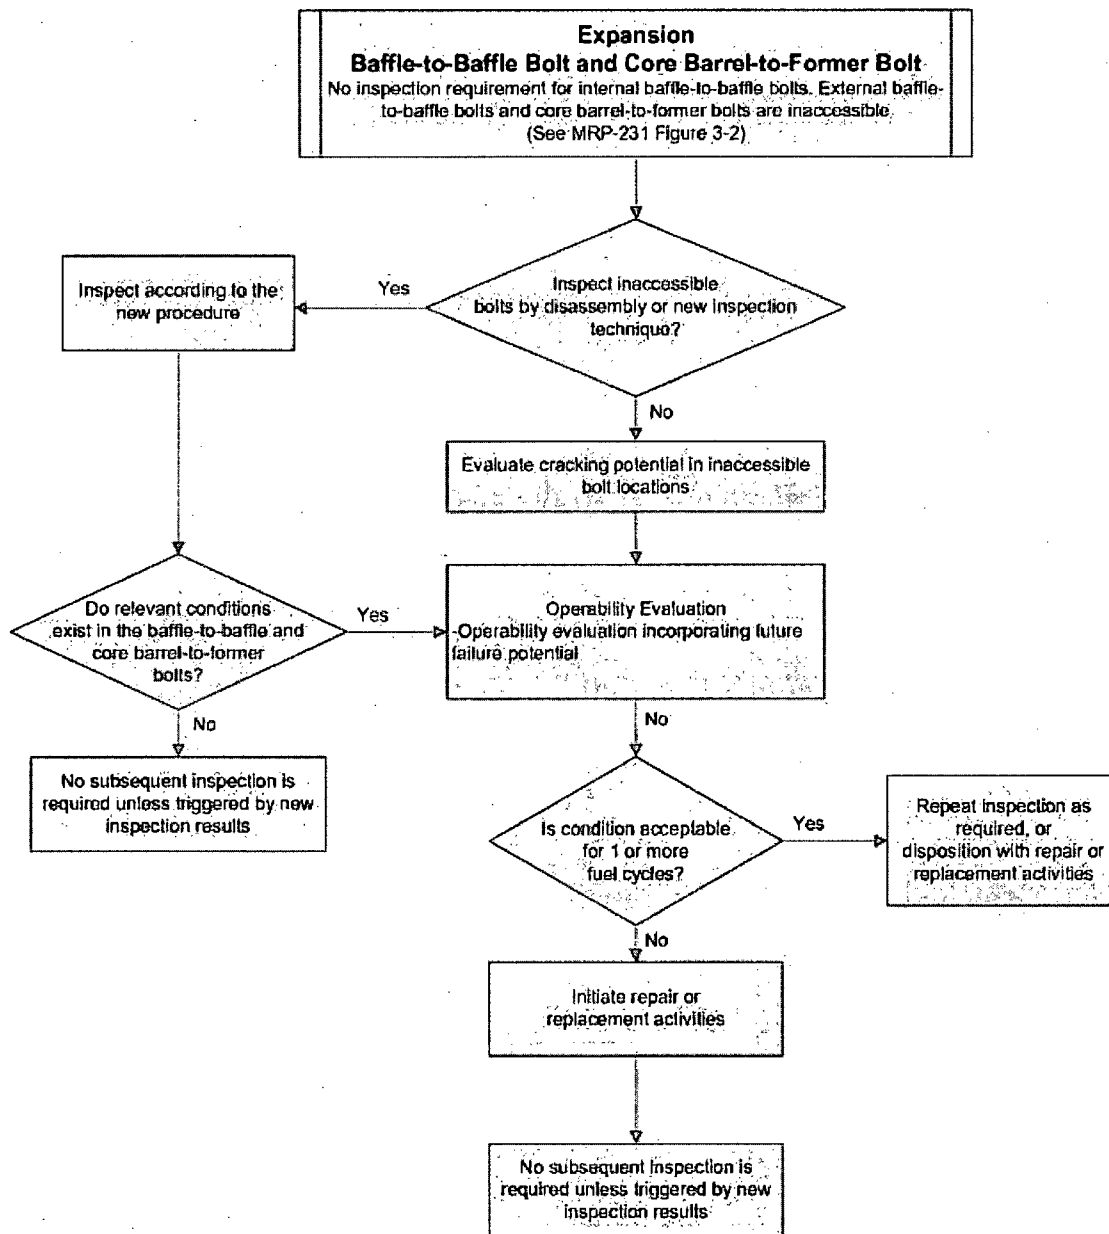 Expansion
Baffle-to-Baffle Bolt and Core Barrel-to-Former Bolt
No inspection requirement for internal baffle-to-baffle bolts. External baffle-
to-baffle bolts and core barrel-to-former bolts are inaccessible.
(See MRP-231 Figure 3-2)
Inspect inaccessible
bolts by disassembly or new inspection
technique?
Yes
Inspect according to the
new procedure
No
Evaluate cracking potential in inaccessible
bolt locations
Do relevant conditions
exist in the baffle-to-baffle and
core barrel-to-former
bolts?
Yes
Operability Evaluation
-Operability evaluation incorporating future
failure potential
No
No subsequent inspection is
required unless triggered by new
inspection results
No
Is condition acceptable
for 1 or more
fuel cycles?
Yes
Repeat inspection as
required, or
disposition with repair or
replacement activities
No
Initiate repair or
replacement activities
No subsequent inspection is
required unless triggered by new
inspection results